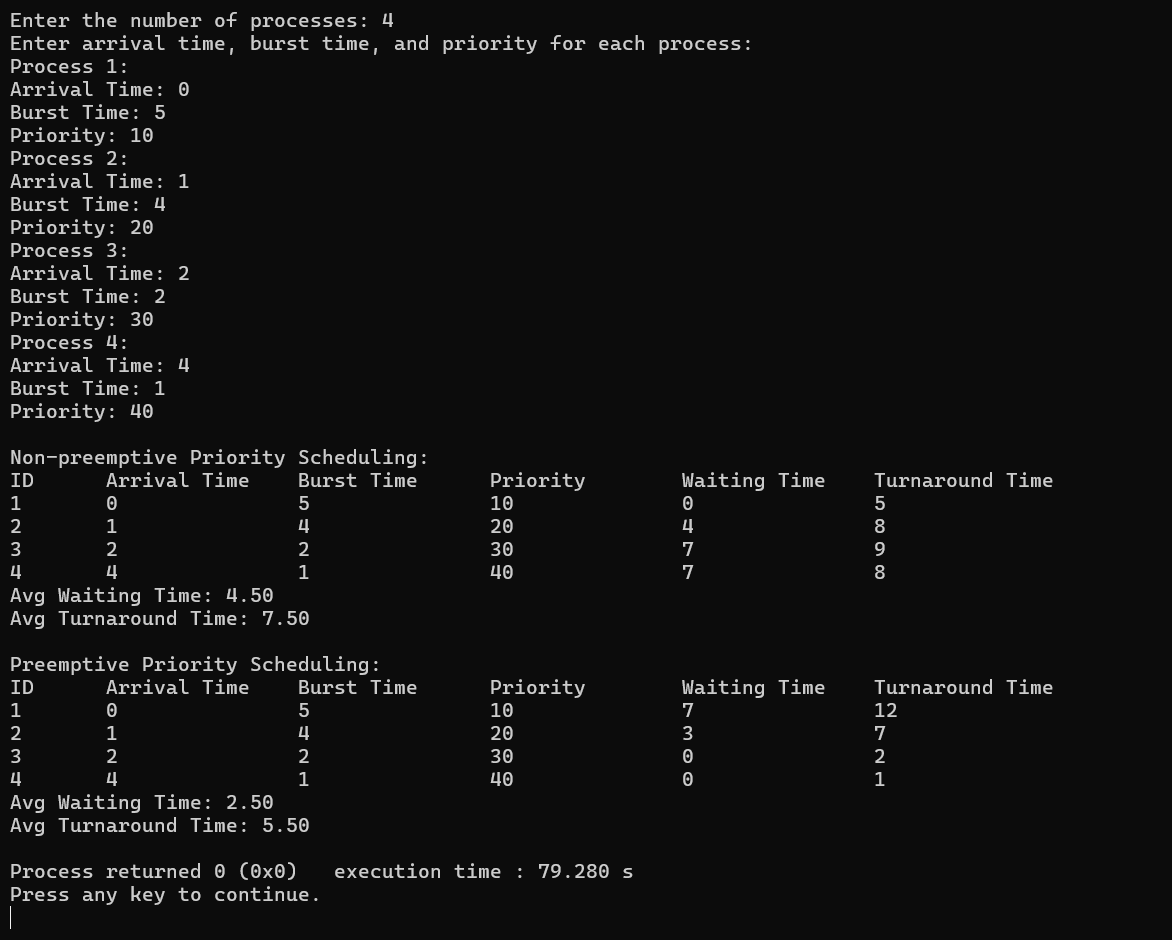 Enter the number of processes: 4
Enter arrival time, burst time, and priority for each process:
Process 1:
Arrival Time: 0
Burst Time: 5
Priority: 10
Process 2:
Arrival Time: 1
Burst Time: 4
Priority: 20
Process 3:
Arrival Time: 2
Burst Time: 2
Priority: 30
Process 4:
Arrival Time: 4
Burst Time: 1
Priority: 40

Non-preemptive Priority Scheduling:
ID      Arrival Time    Burst Time      Priority        Waiting Time    Turnaround Time
1       0               5               10              0               5
2       1               4               20              4               8
3       2               2               30              7               9
4       4               1               40              7               8
Avg Waiting Time: 4.50
Avg Turnaround Time: 7.50

Preemptive Priority Scheduling:
ID      Arrival Time    Burst Time      Priority        Waiting Time    Turnaround Time
1       0               5               10              7               12
2       1               4               20              3               7
3       2               2               30              0               2
4       4               1               40              0               1
Avg Waiting Time: 2.50
Avg Turnaround Time: 5.50

Process returned 0 (0x0)   execution time : 79.280 s
Press any key to continue.